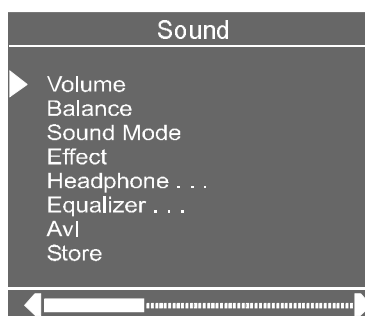 Sound
Volume
Balance
Sound Mode
Effect
Headphone . . .
Equalizer . . .
Avl
Store